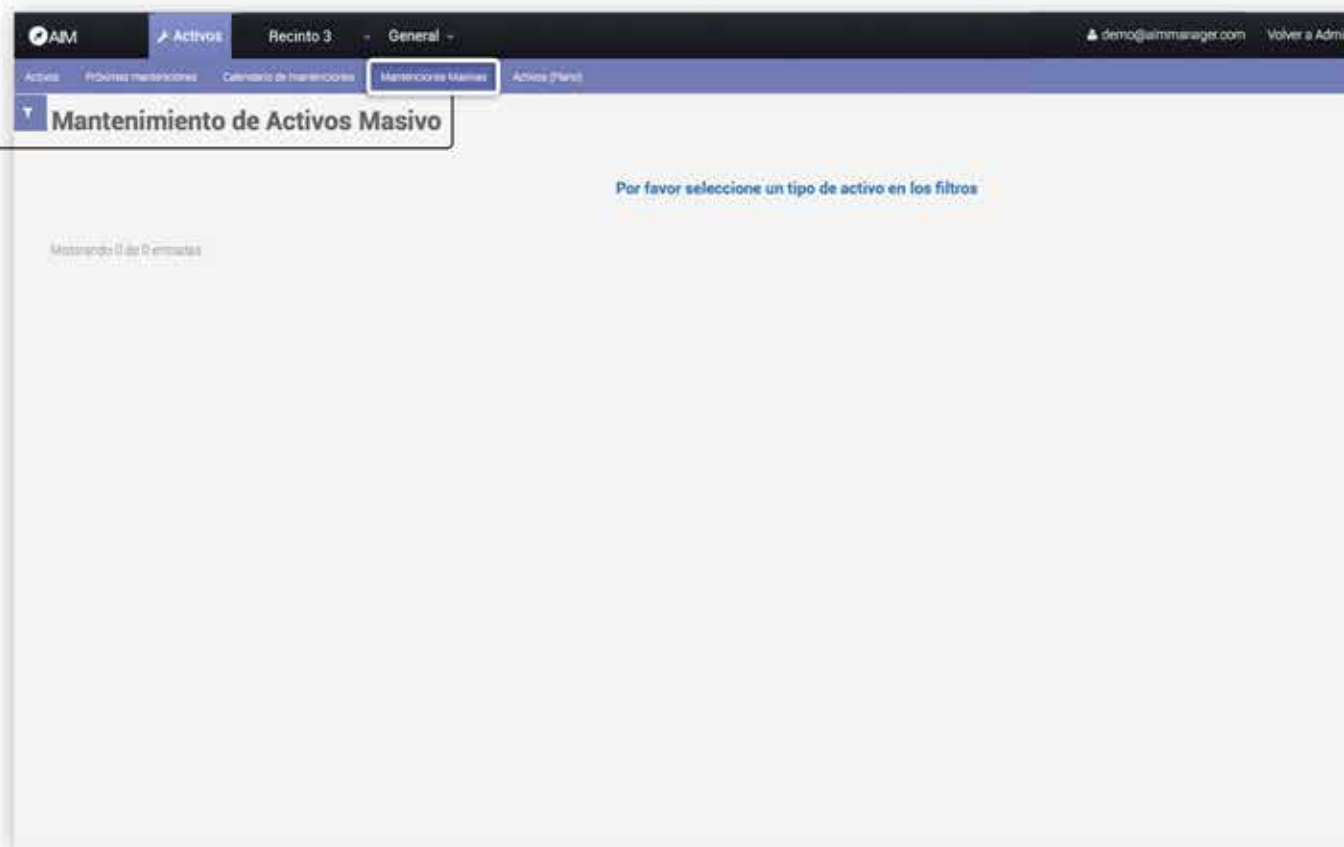 AIM Activos Recinto 3 General demo@aimmanager.com Volver a Admi
Activos Próximas mantenciones Calendario de mantenciones Mantenciones Masivas Activos (Plano)
Mantenimiento de Activos Masivo
Por favor seleccione un tipo de activo en los filtros
Mostrando 0 de 0 entradas